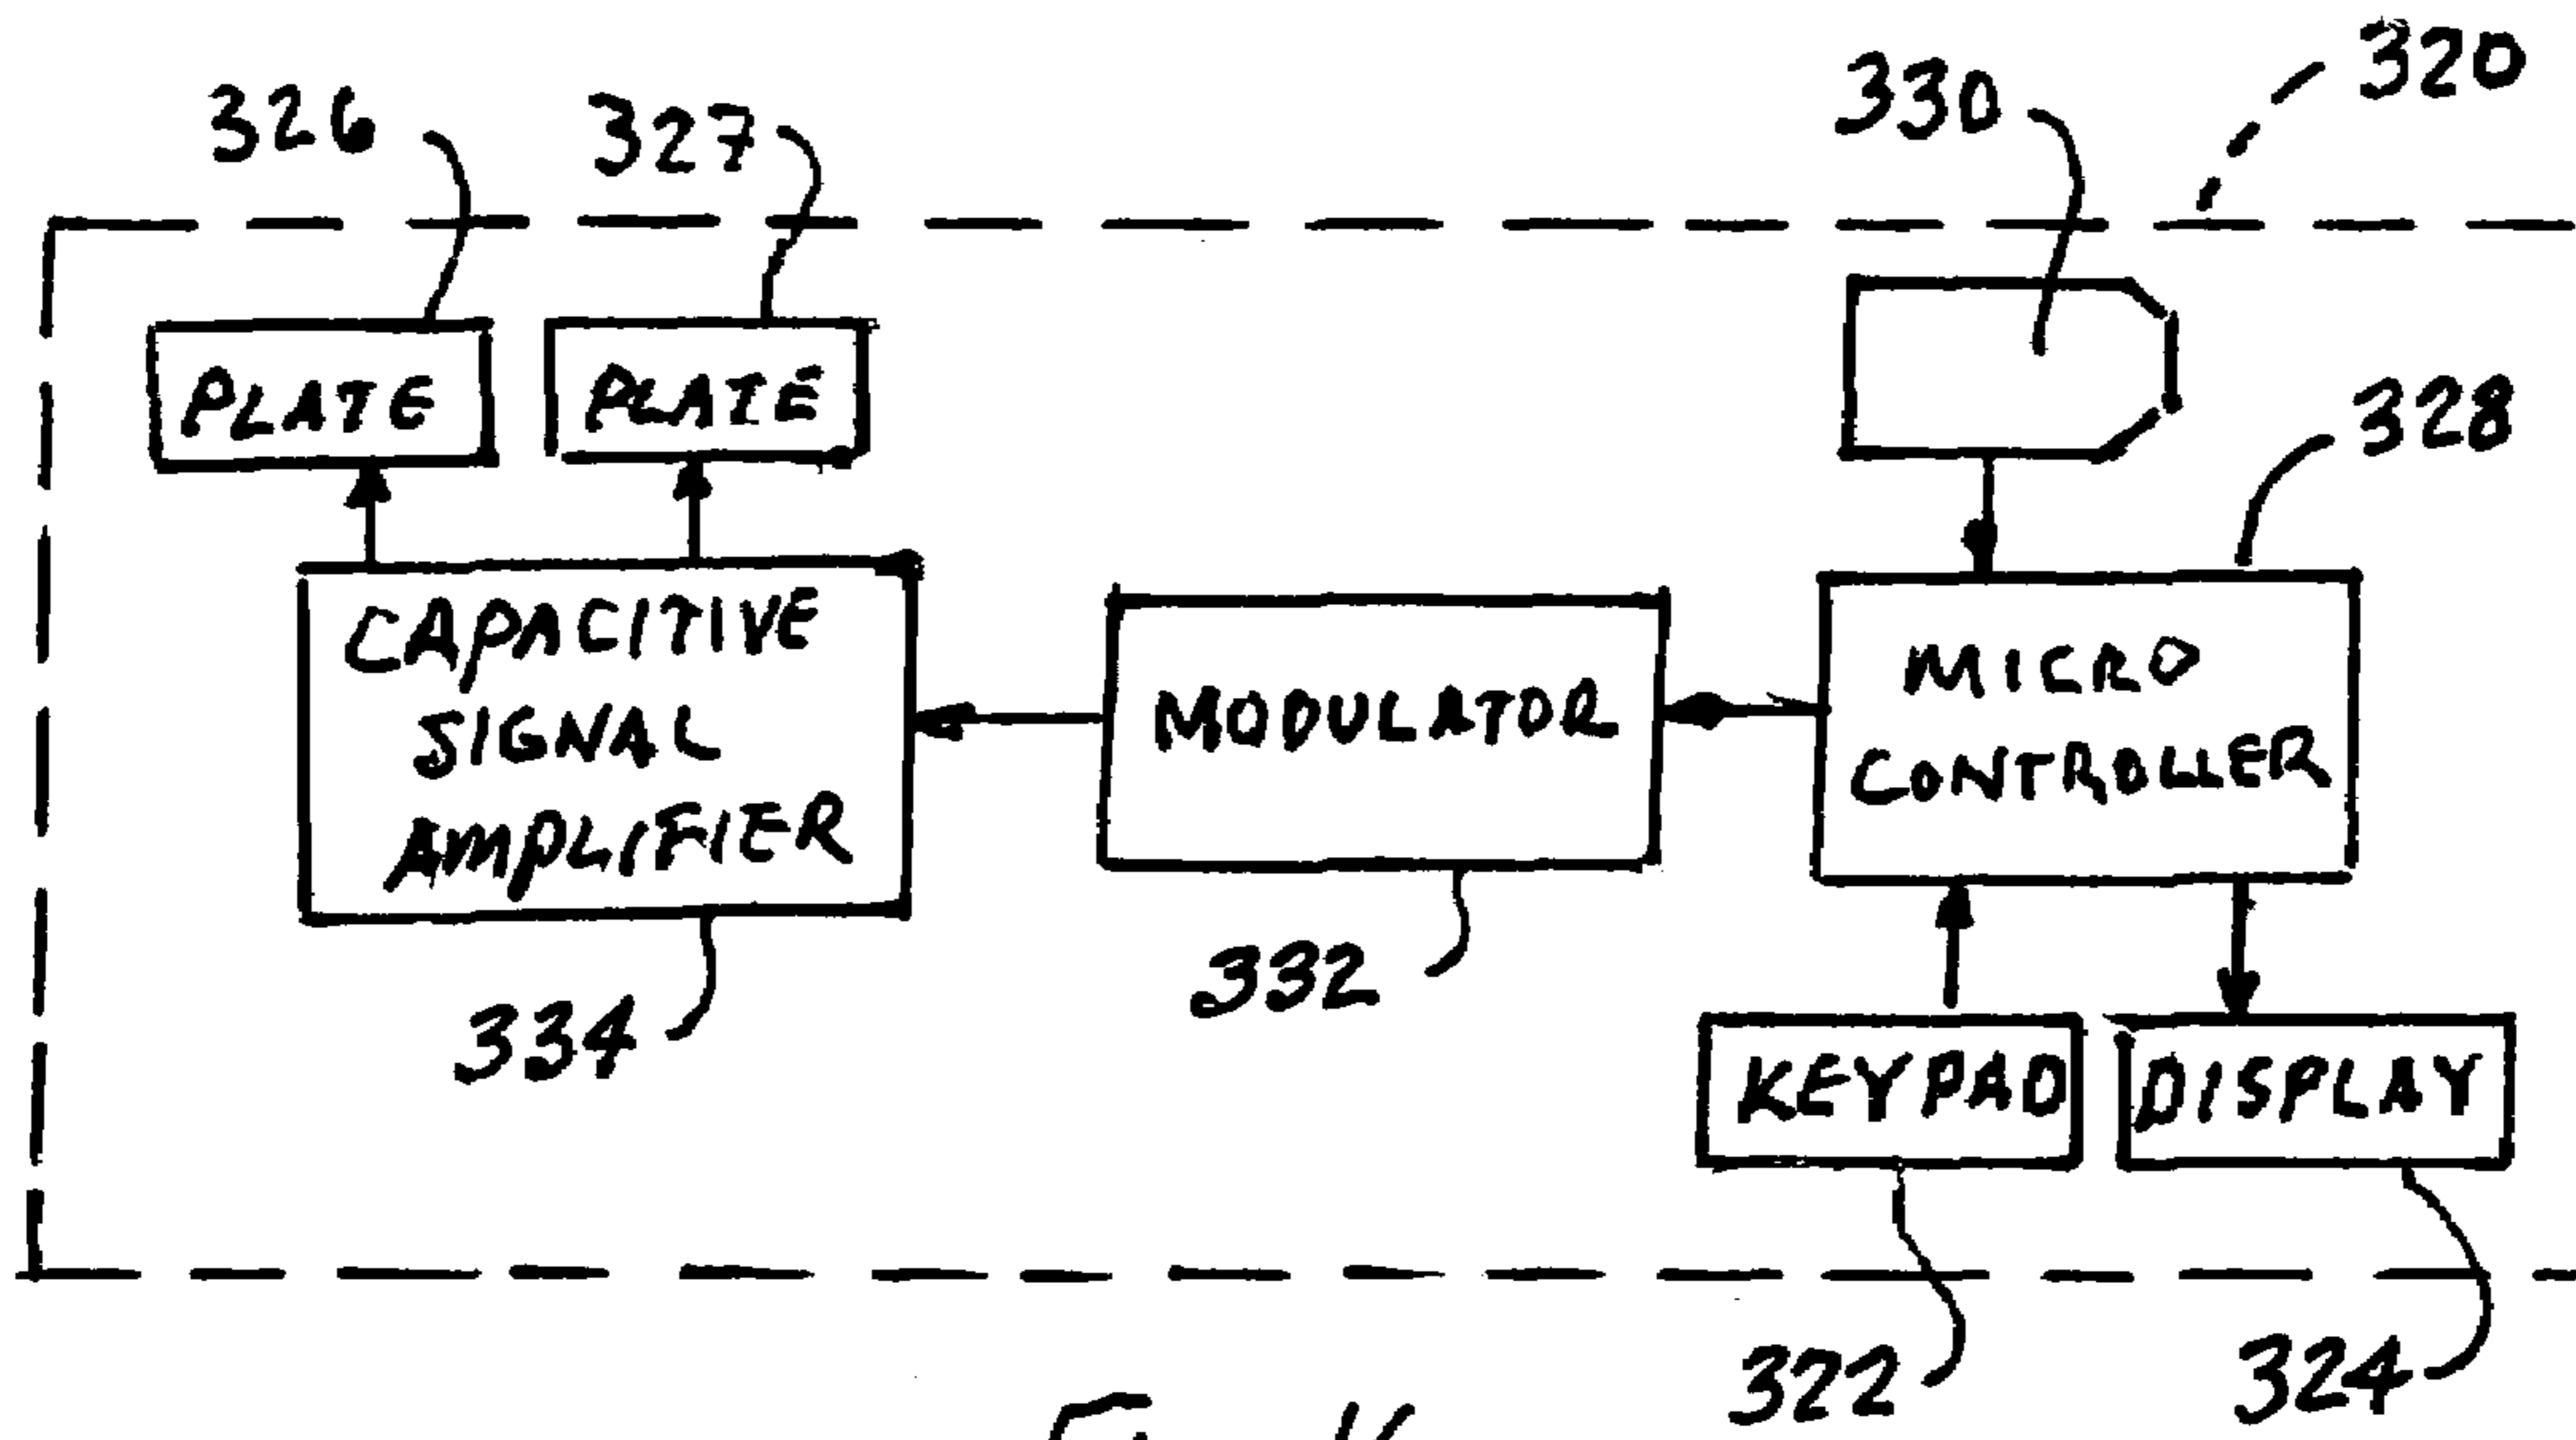 320
330
326
327
PLATE
PLATE
328
CAPACITIVE
SIGNAL
AMPLIFIER
MODULATOR
MICRO
CONTROLLER
334
332
KEYPAD
DISPLAY
322
324